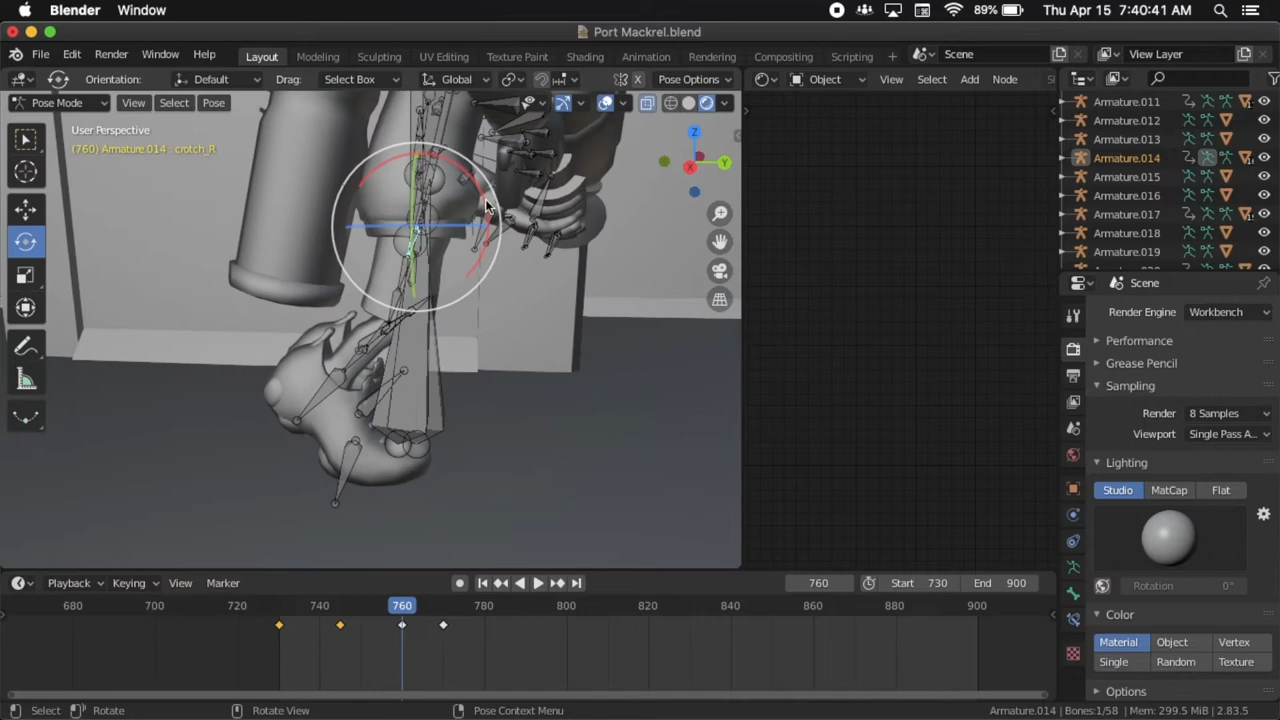 Blender Window 89% Thu Apr 15 7:40:41 AM
Port Mackrel.blend
File Edit Render Window Help Layout Modeling Sculpting UV Editing Texture Paint Shading Animation Rendering Compositing Scripting Scene View Layer
Orientation: Default Drag: Select Box Global X Pose Options Object View Select Add Node
Pose Mode View Select Pose
User Perspective
(760) Armature.014 : crotch_R
Z
X
Y
Armature.011
Armature.012
Armature.013
Armature.014
Armature.015
Armature.016
Armature.017
Armature.018
Armature.019
Scene
Render Engine Workbench
Performance
Grease Pencil
Sampling
Render 8 Samples
Viewport Single Pass A...
Lighting
Studio MatCap Flat
Rotation 0°
Color
Material Object Vertex
Single Random Texture
Options
Playback Keying View Marker 760 Start 730 End 900
680 700 720 740 760 780 800 820 840 860 880 900
Select Rotate Rotate View Pose Context Menu Armature.014 | Bones:1/58 | Mem: 299.5 MiB | 2.83.5